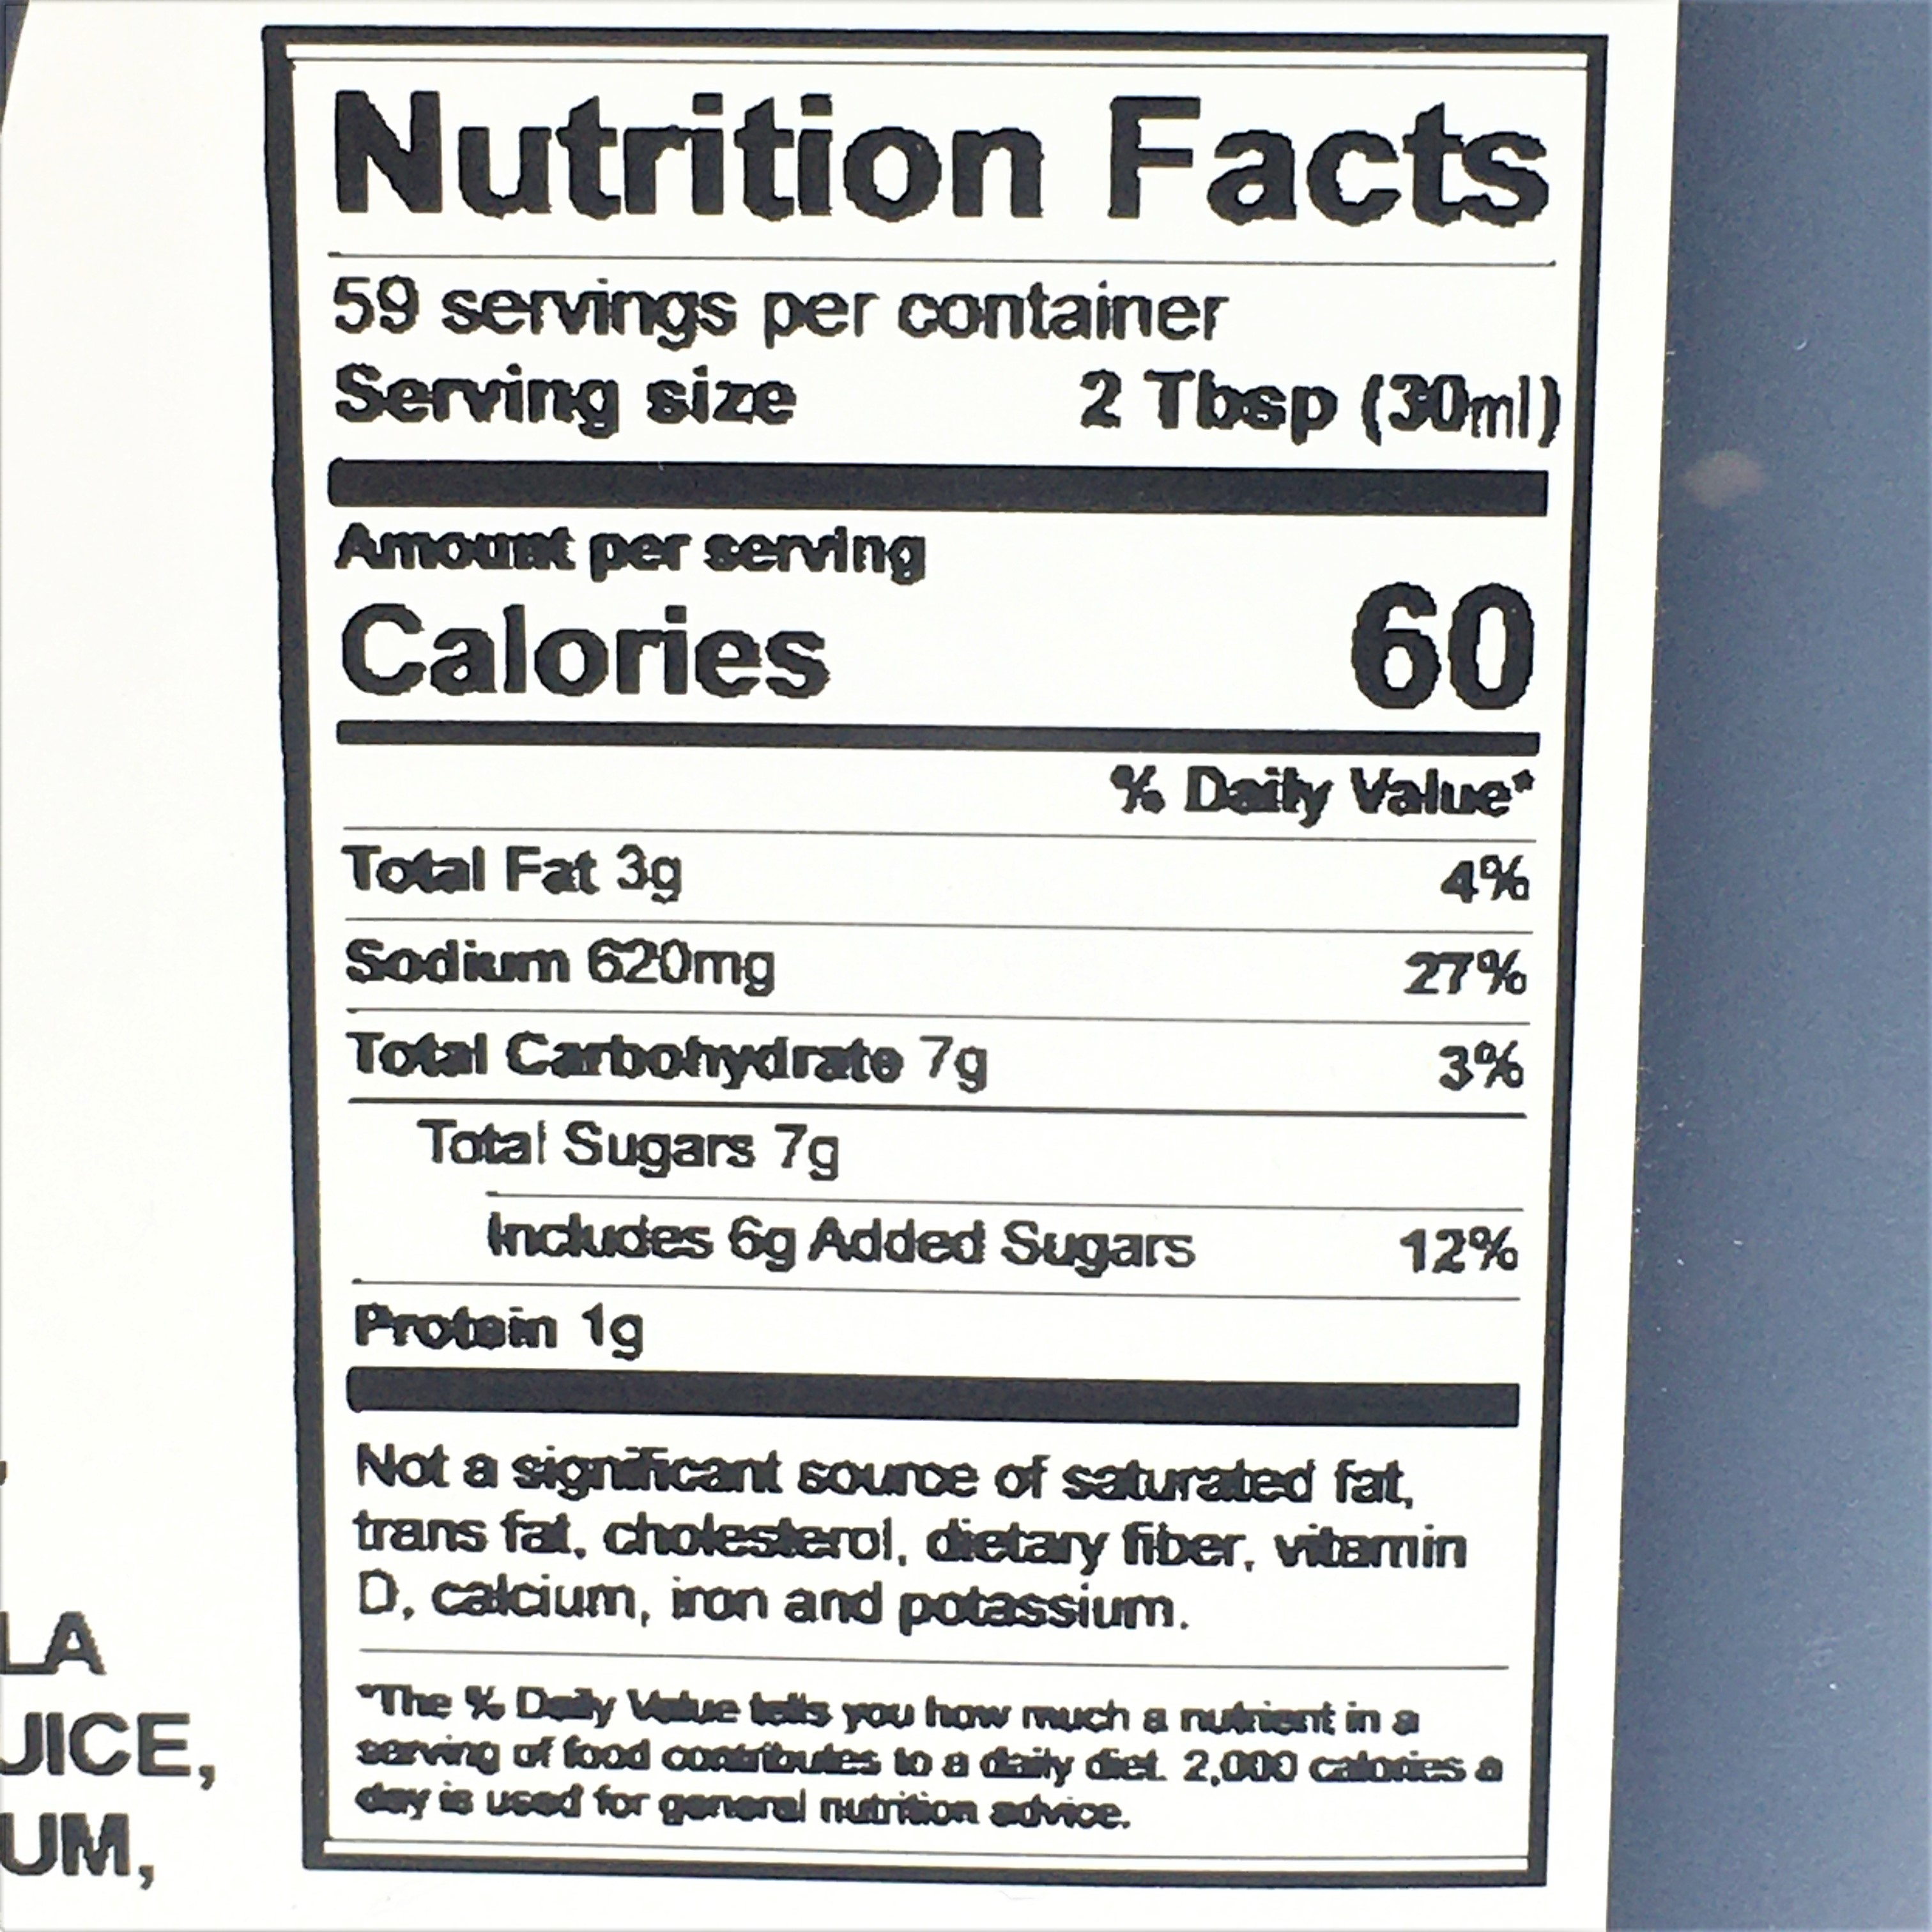 Nutrition Facts
59 servings per container
Serving size 2 Tbsp (30ml)
Amount per serving
Calories 60
% Daily Value*
Total Fat 3g 4%
Sodium 620mg 27%
Total Carbohydrate 7g 3%
Total Sugars 7g
Includes 6g Added Sugars 12%
Protein 1g
Not a significant source of saturated fat,
trans fat, cholesterol, dietary fiber, vitamin
D, calcium, iron and potassium.
*The % Daily Value tells you how much a nutrient in a
serving of food contributes to a daily diet. 2,000 calories a
day is used for general nutrition advice.
LA
UICE,
UM,